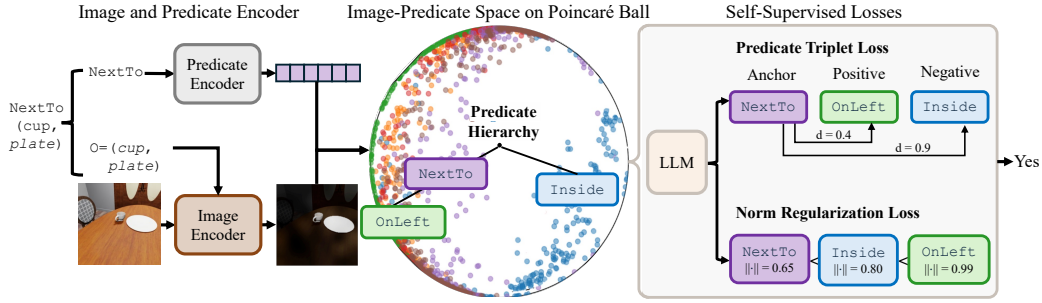 Image and Predicate Encoder
NextTo
(cup,
plate)
NextTo
Predicate
Encoder
O=(cup,
plate)
Image
Encoder
Image-Predicate Space on Poincaré Ball
Predicate
Hierarchy
NextTo
Inside
OnLeft
Self-Supervised Losses
LLM
Predicate Triplet Loss
Anchor Positive Negative
NextTo OnLeft Inside
d = 0.4
d = 0.9
Norm Regularization Loss
NextTo < Inside < OnLeft
||·|| = 0.65 ||·|| = 0.80 ||·|| = 0.99
Yes